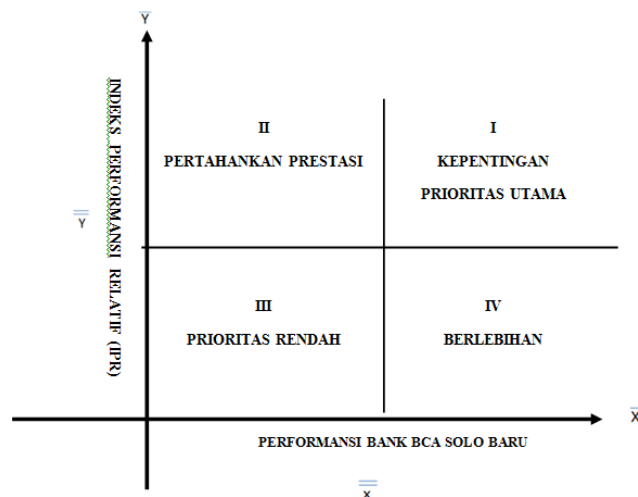 Y
II
PERTAHANKAN PRESTASI
I
KEPENTINGAN
PRIORITAS UTAMA
INDEKS PERFORMANSI RELATIF (IPR)
Y
III
PRIORITAS RENDAH
IV
BERLEBIHAN
X
PERFORMANSI BANK BCA SOLO BARU
X